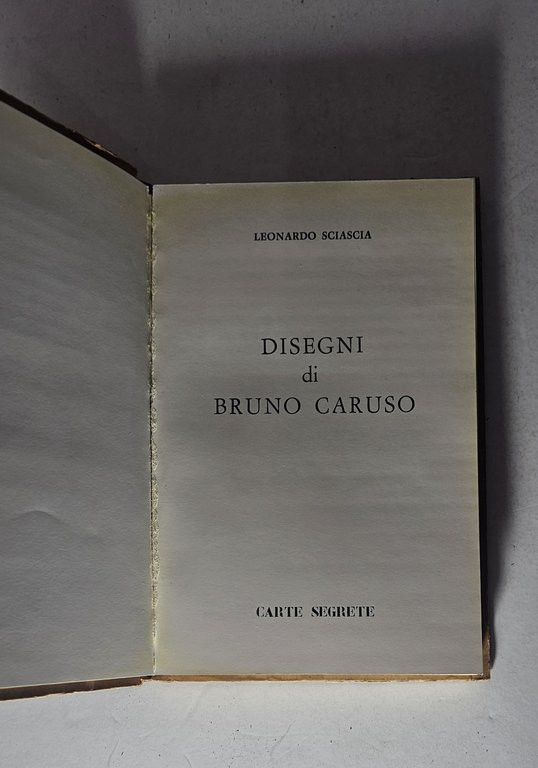 LEONARDO SCIASCIA
DISEGNI
di
BRUNO CARUSO
CARTE SEGRETE